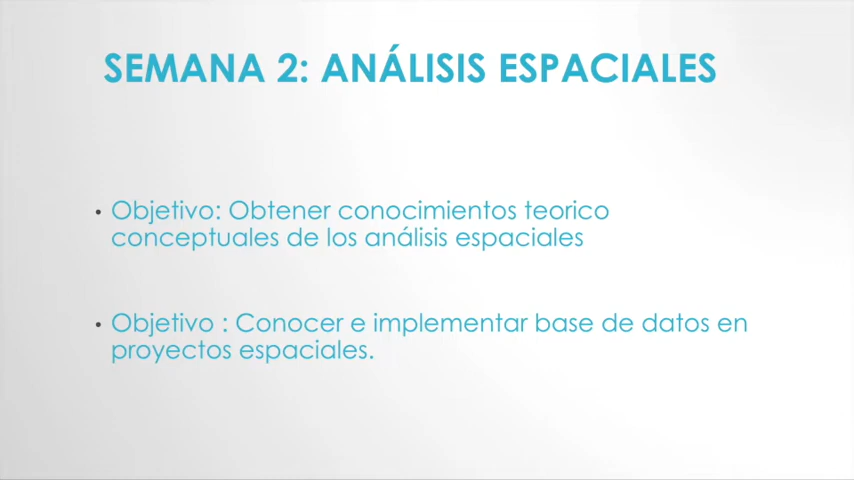 SEMANA 2: ANÁLISIS ESPACIALES
• Objetivo: Obtener conocimientos teorico
conceptuales de los análisis espaciales
• Objetivo : Conocer e implementar base de datos en
proyectos espaciales.